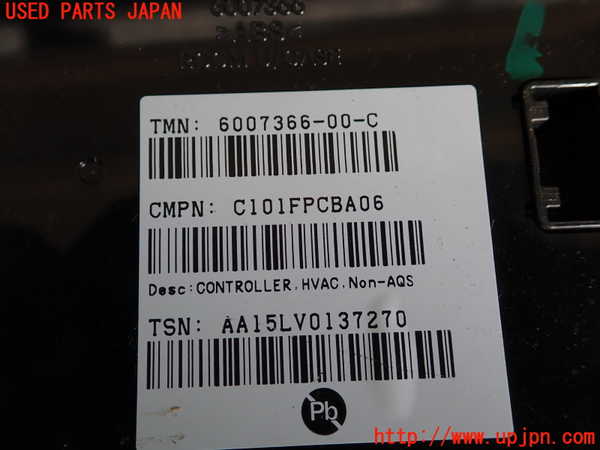 USED PARTS JAPAN
6007366
TMN: 6007366-00-C
CMPN: C101FPCBA06
Desc:CONTROLLER,HVAC,Non-AQS
TSN: AA15LV0137270
Pb
http://www.upjpn.com